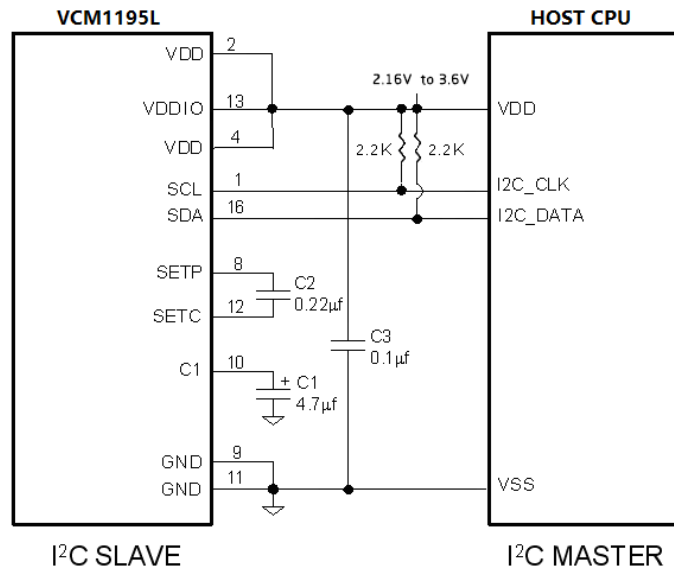 VCM1195L
HOST CPU
VDD 2
2.16V to 3.6V
VDDIO 13
VDD
VDD 4
2.2K 2.2K
SCL 1
I2C_CLK
SDA 16
I2C_DATA
SETP 8
C2
0.22µf
SETC 12
C3
0.1µf
C1 10
+ C1
4.7µf
GND 9
GND 11
VSS
I²C SLAVE
I²C MASTER